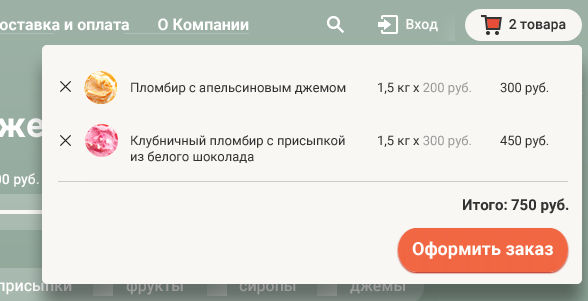 оставка и оплата О Компании Вход 2 товара
Пломбир с апельсиновым джемом 1,5 кг х 200 руб. 300 руб.
Клубничный пломбир с присыпкой 1,5 кг х 300 руб. 450 руб.
из белого шоколада
же
00 руб.
Итого: 750 руб.
Оформить заказ
присыпки фрукты сиропы джемы